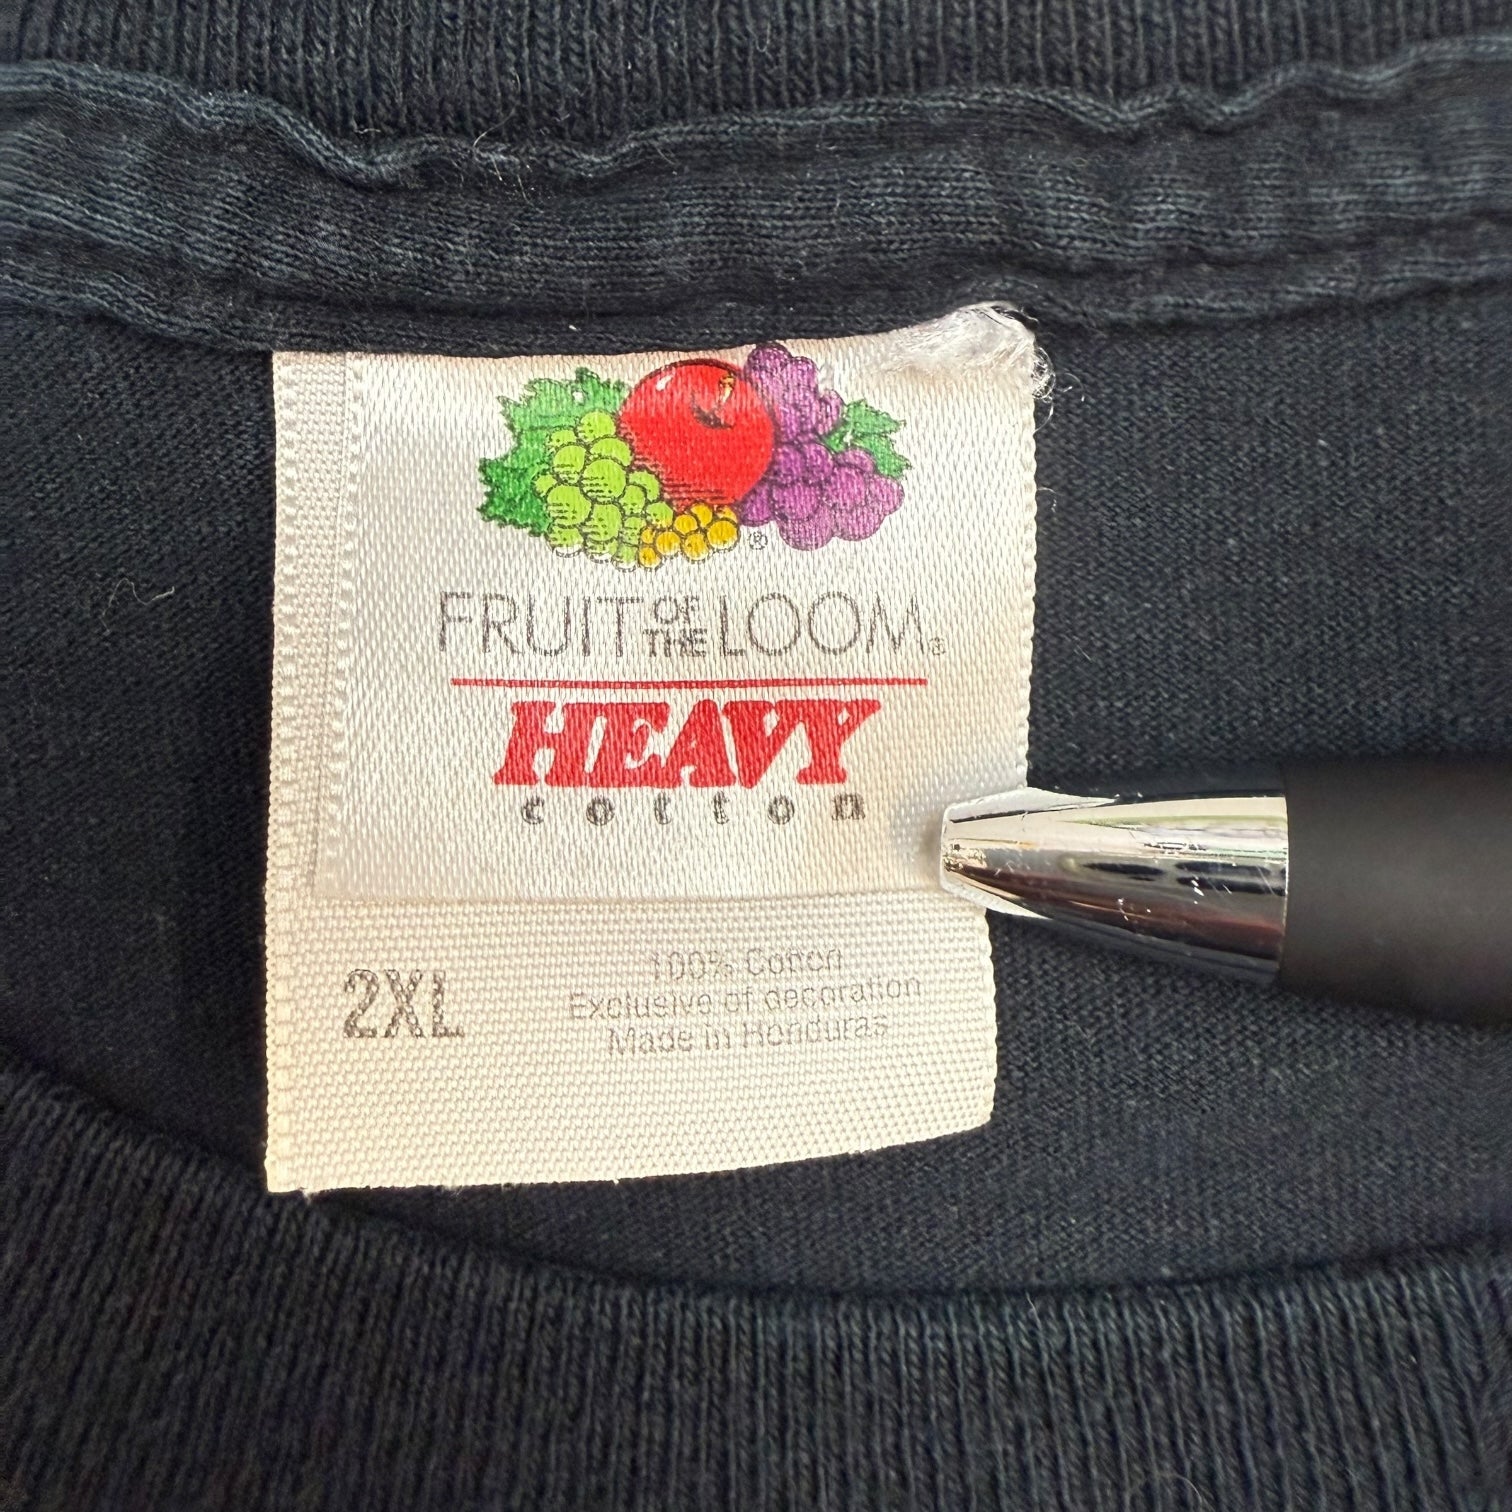 ®
FRUIT OF THE LOOM®
HEAVY
cotton
2XL
100% Cotton
Exclusive of decoration
Made in Honduras